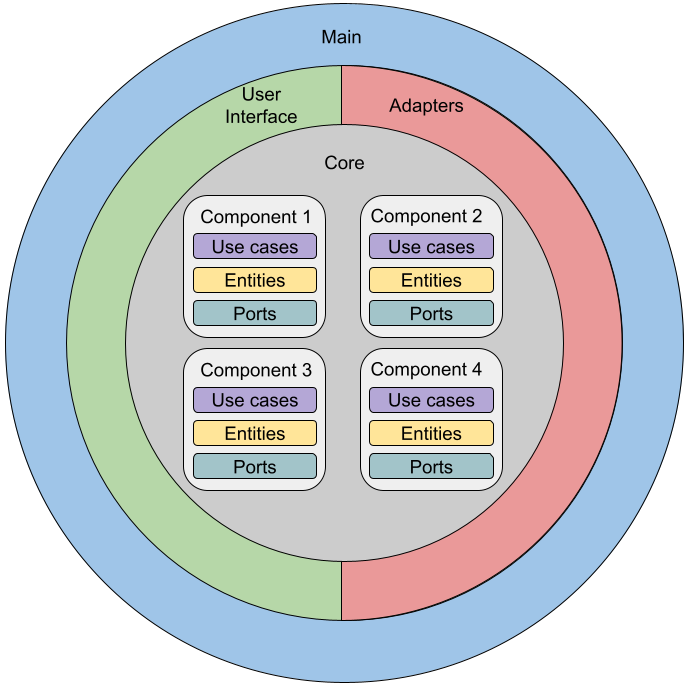 Main
User
Interface
Adapters
Core
Component 1
Use cases
Entities
Ports
Component 2
Use cases
Entities
Ports
Component 3
Use cases
Entities
Ports
Component 4
Use cases
Entities
Ports